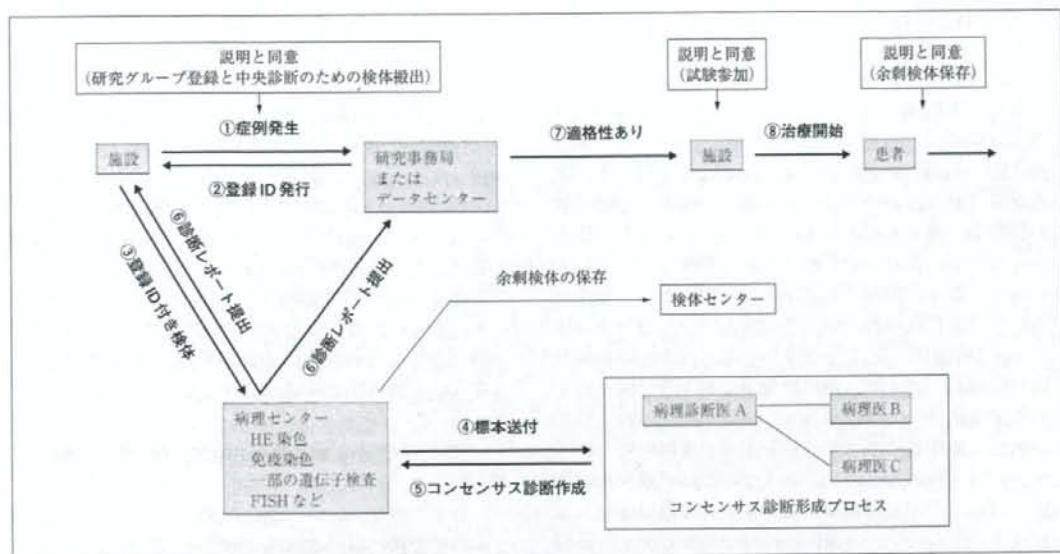 説明と同意
(研究グループ登録と中央診断のための検体搬出)
説明と同意
(試験参加)
説明と同意
(余剰検体保存)
①症例発生
⑦適格性あり
⑧治療開始
施設
研究事務局
または
データセンター
施設
患者
②登録ID発行
⑥診断レポート提出
③登録ID付き検体
⑥診断レポート提出
余剰検体の保存
検体センター
病理センター
HE染色
免疫染色
一部の遺伝子検査
FISHなど
④標本送付
⑤コンセンサス診断作成
病理診断医A
病理医B
病理医C
コンセンサス診断形成プロセス